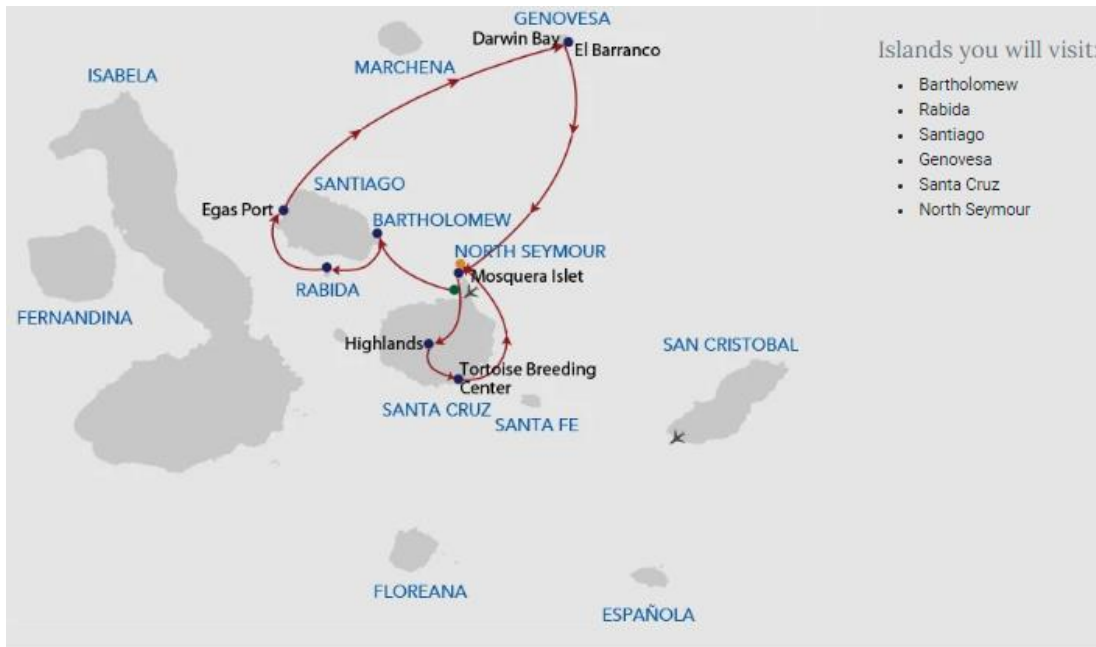 GENOVESA
Darwin Bay
El Barranco
MARCHENA
ISABELA
SANTIAGO
Egas Port
BARTHOLOMEW
NORTH SEYMOUR
Mosquera Islet
RABIDA
FERNANDINA
Highlands
Tortoise Breeding
Center
SANTA CRUZ
SANTA FE
SAN CRISTOBAL
FLOREANA
ESPAÑOLA
Islands you will visit:
Bartholomew
Rabida
Santiago
Genovesa
Santa Cruz
North Seymour